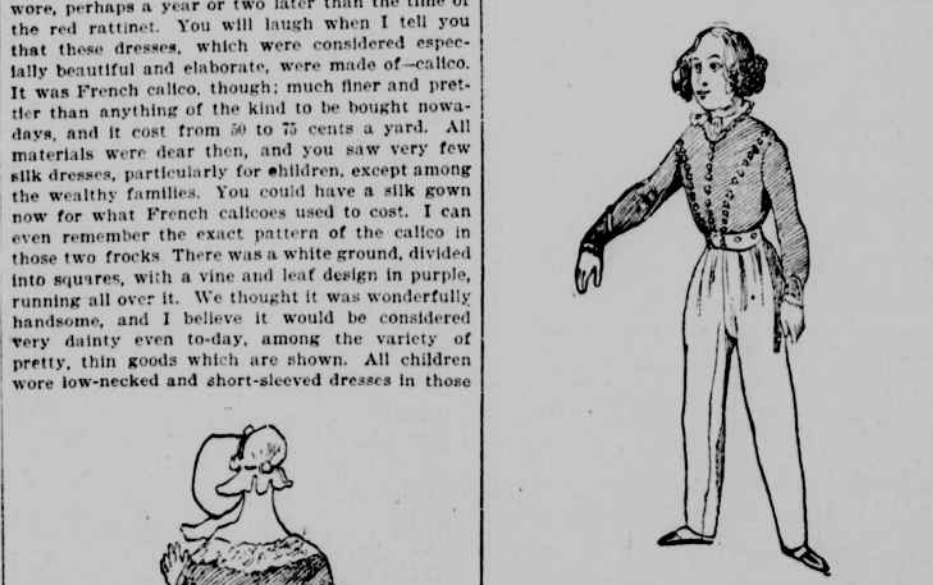 wore, perhaps a year or two later than the time of
the red rattinet. You will laugh when I tell you
that these dresses, which were considered espec-
ially beautiful and elaborate, were made of—calico.
It was French calico, though; much finer and pret-
tier than anything of the kind to be bought nowa-
days, and it cost from 50 to 75 cents a yard. All
materials were dear then, and you saw very few
silk dresses, particularly for children, except among
the wealthy families. You could have a silk gown
now for what French calicoes used to cost. I can
even remember the exact pattern of the calico in
those two frocks There was a white ground, divided
into squares, with a vine and leaf design in purple,
running all over it. We thought it was wonderfully
handsome, and I believe it would be considered
very dainty even to-day, among the variety of
pretty, thin goods which are shown. All children
wore low-necked and short-sleeved dresses in those